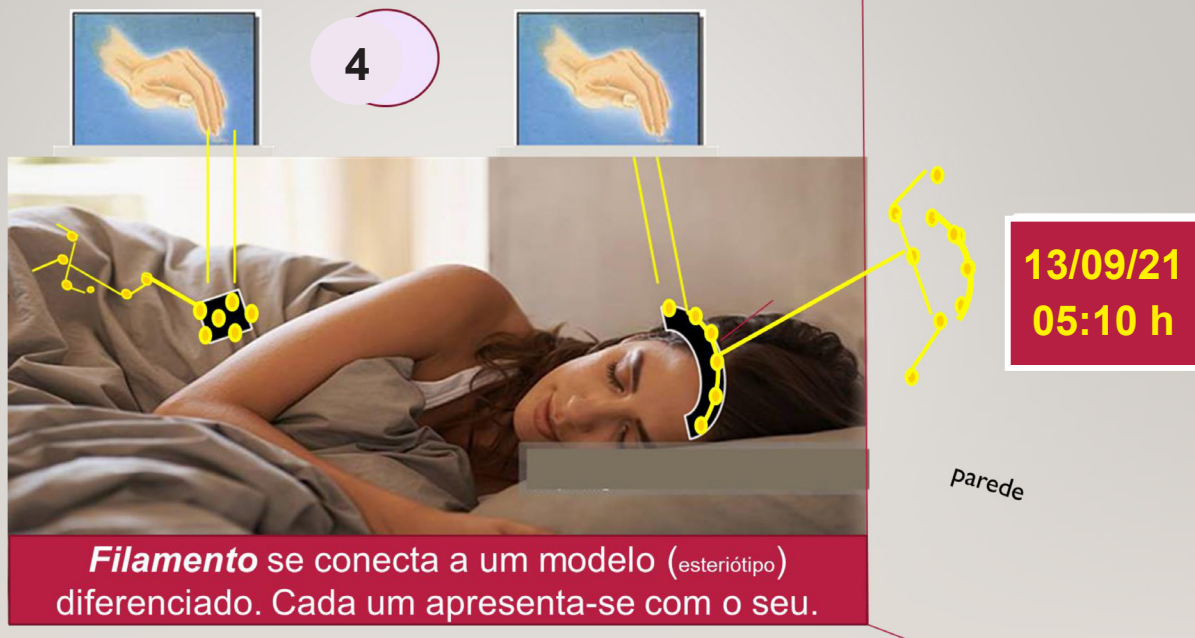 4
13/09/21
05:10 h
parede
Filamento se conecta a um modelo (esteriótipo)
diferenciado. Cada um apresenta-se com o seu.